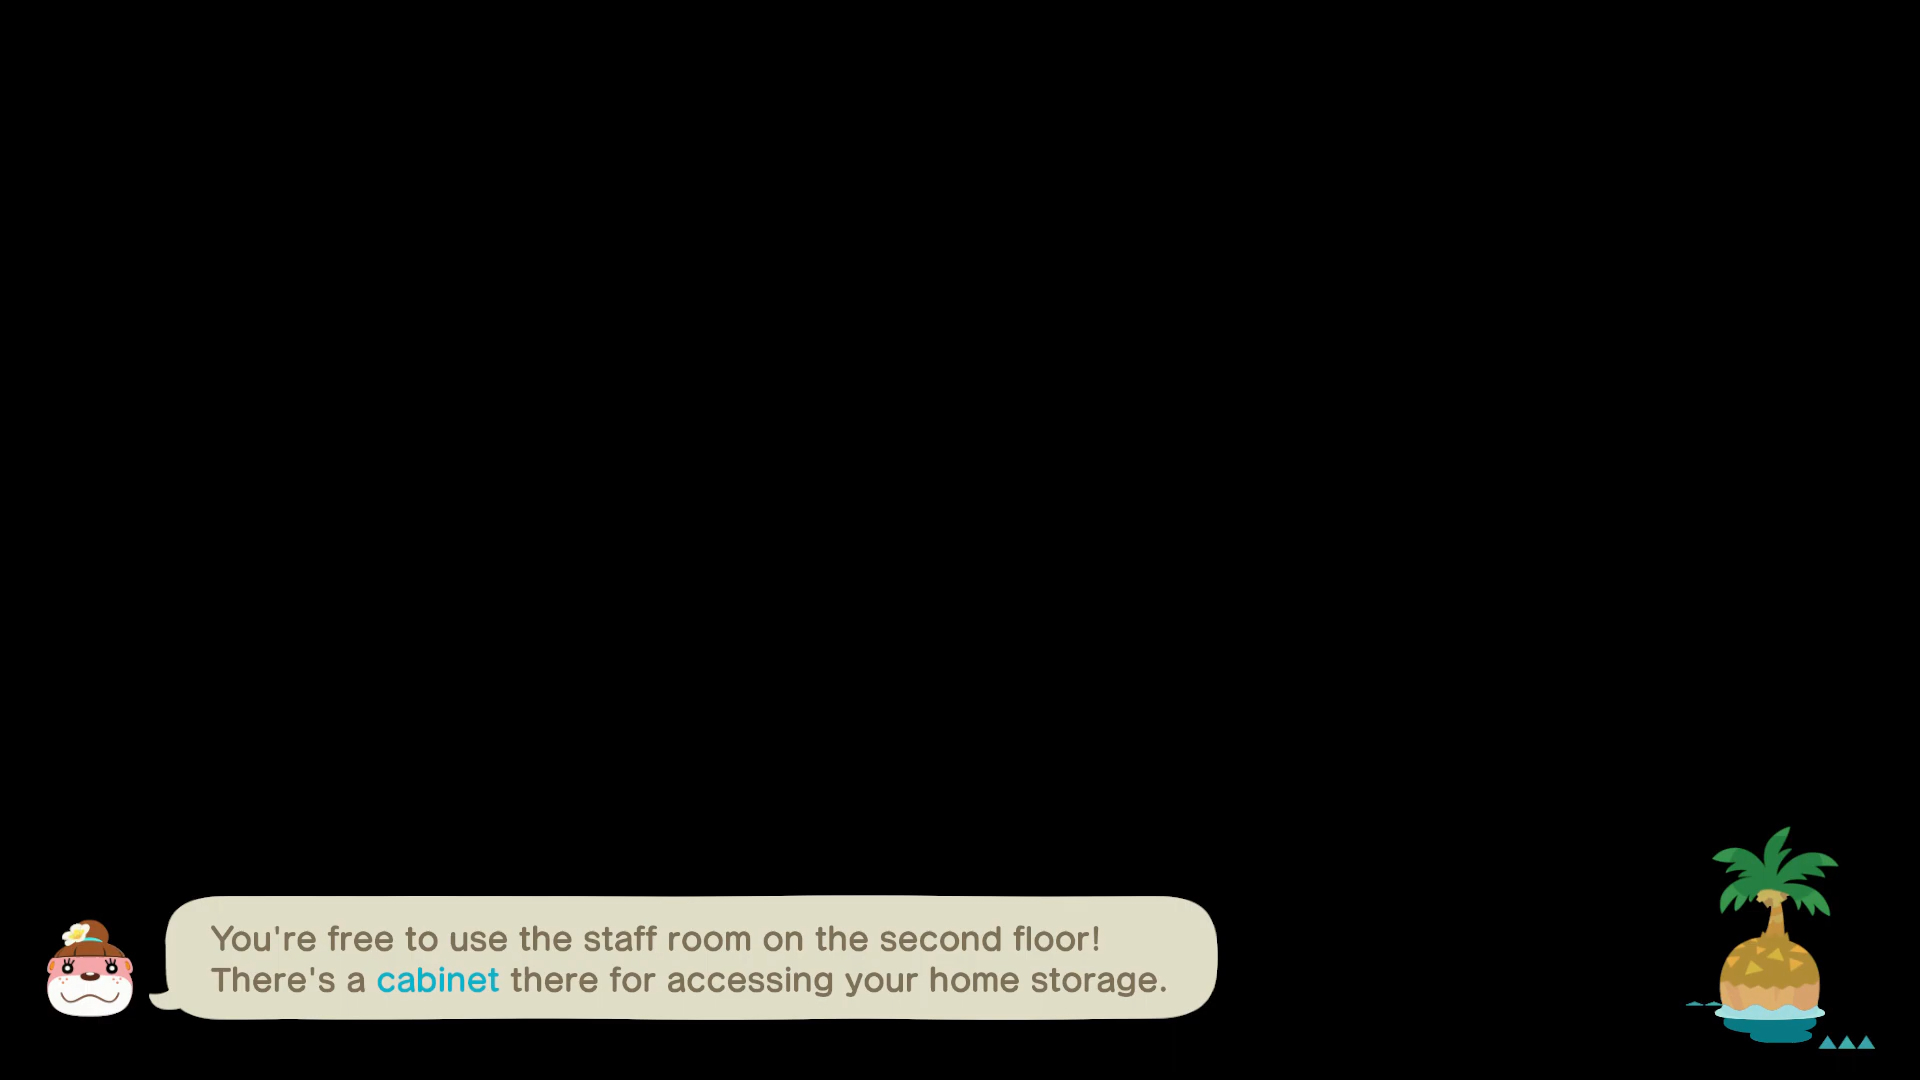 You're free to use the staff room on the second floor!
There's a cabinet there for accessing your home storage.